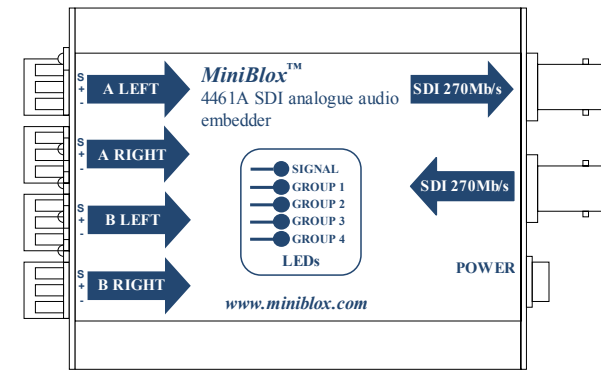 MiniBlox™
4461A SDI analogue audio
embedder
S
+
-
A LEFT
S
+
-
A RIGHT
S
+
-
B LEFT
S
+
-
B RIGHT
SDI 270Mb/s
SDI 270Mb/s
SIGNAL
GROUP 1
GROUP 2
GROUP 3
GROUP 4
LEDs
POWER
www.miniblox.com